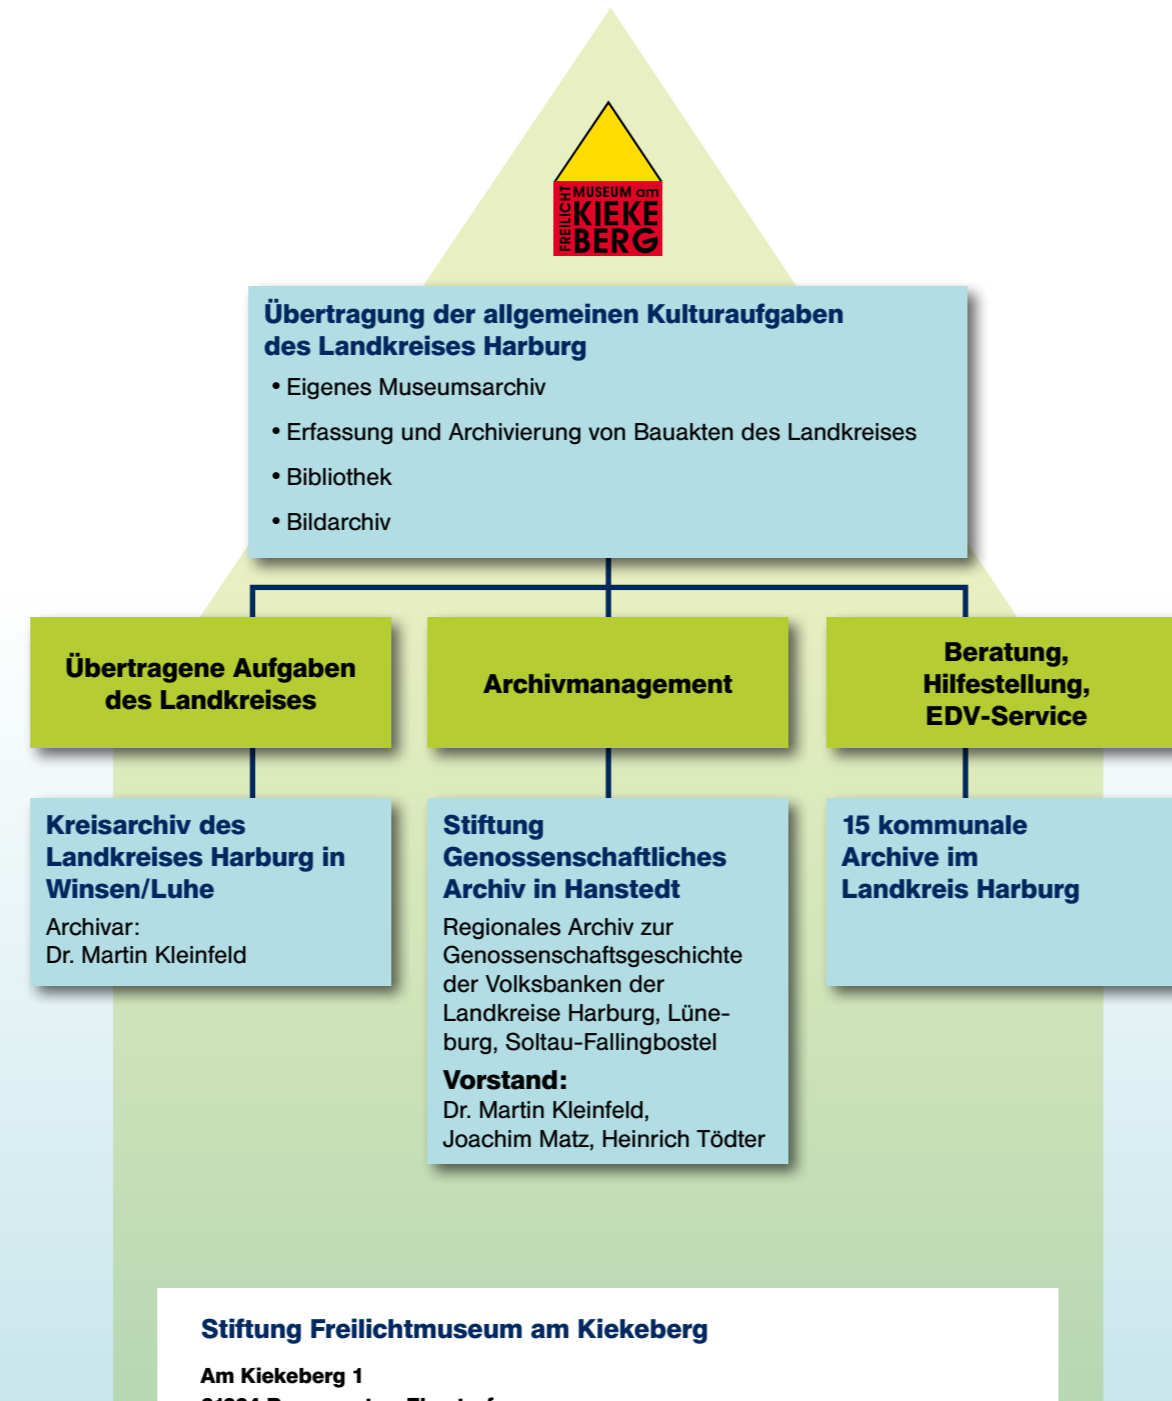 FREILICHT
MUSEUM am
KIEKE
BERG
Übertragung der allgemeinen Kulturaufgaben
des Landkreises Harburg
• Eigenes Museumsarchiv
• Erfassung und Archivierung von Bauakten des Landkreises
• Bibliothek
• Bildarchiv
Übertragene Aufgaben
des Landkreises
Archivmanagement
Beratung,
Hilfestellung,
EDV-Service
Kreisarchiv des
Landkreises Harburg in
Winsen/Luhe
Archivar:
Dr. Martin Kleinfeld
Stiftung
Genossenschaftliches
Archiv in Hanstedt
Regionales Archiv zur
Genossenschaftsgeschichte
der Volksbanken der
Landkreise Harburg, Lüne-
burg, Soltau-Fallingbostel
Vorstand:
Dr. Martin Kleinfeld,
Joachim Matz, Heinrich Tödter
15 kommunale
Archive im
Landkreis Harburg
Stiftung Freilichtmuseum am Kiekeberg
Am Kiekeberg 1